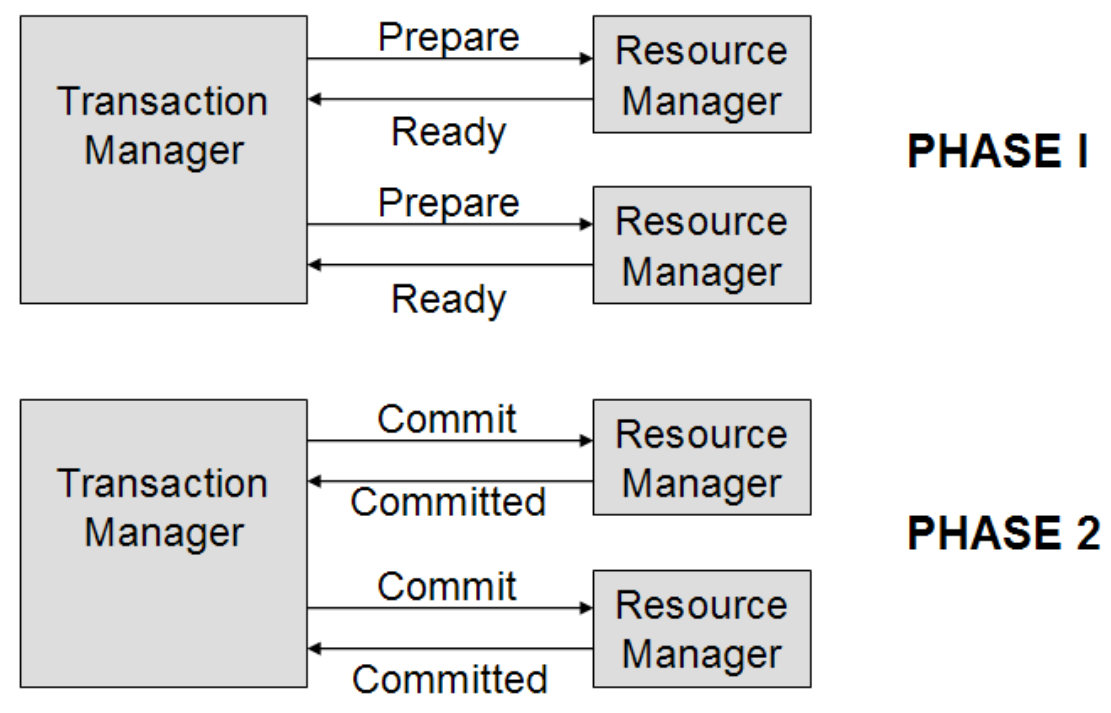 Prepare
Resource
Manager
Transaction
Manager
Ready
PHASE I
Prepare
Resource
Manager
Ready
Commit
Resource
Manager
Transaction
Manager
Committed
PHASE 2
Commit
Resource
Manager
Committed